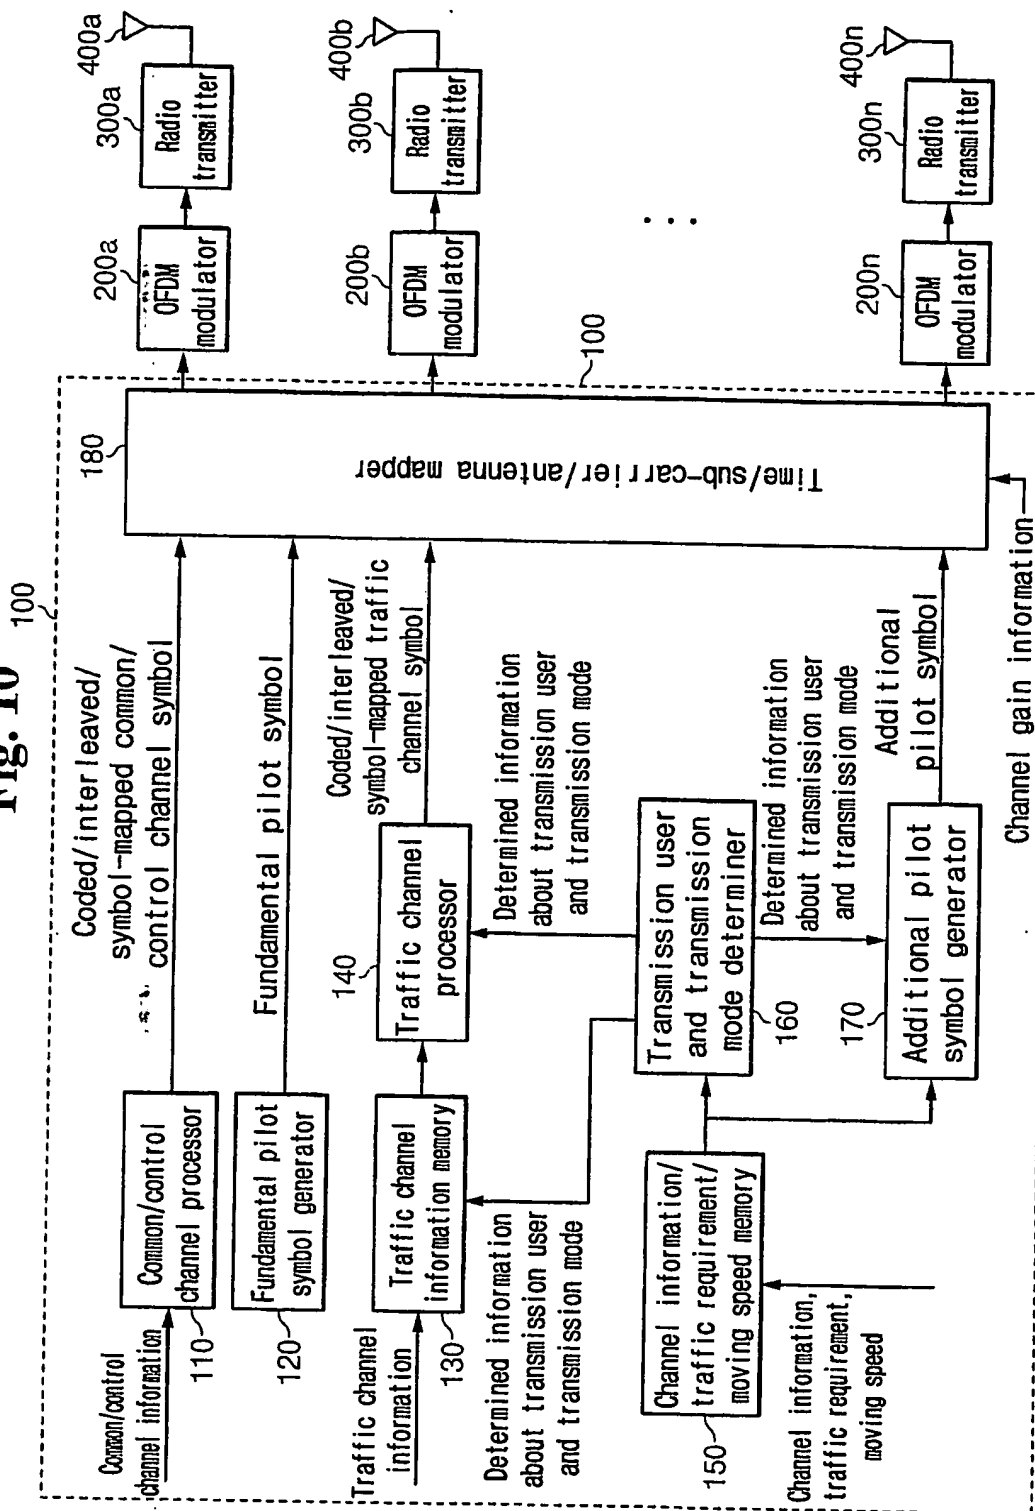 Fig. 10
100
Common/control
channel information
Common/control
channel processor
110
Coded/interleaved/
symbol-mapped common/
control channel symbol
Fundamental pilot
symbol generator
120
Fundamental pilot symbol
Traffic channel
information
Traffic channel
information memory
130
Traffic channel
processor
140
Coded/interleaved/
symbol-mapped traffic
channel symbol
Determined information
about transmission user
and transmission mode
Determined information
about transmission user
and transmission mode
Channel information/
traffic requirement/
moving speed memory
150
Channel information,
traffic requirement,
moving speed
Transmission user
and transmission
mode determiner
160
Determined information
about transmission user
and transmission mode
Additional pilot
symbol generator
170
Additional
pilot symbol
Channel gain information
180
Time/sub-carrier/antenna mapper
100
200a
OFDM
modulator
300a
Radio
transmitter
400a
200b
OFDM
modulator
300b
Radio
transmitter
400b
. . .
200n
OFDM
modulator
300n
Radio
transmitter
400n